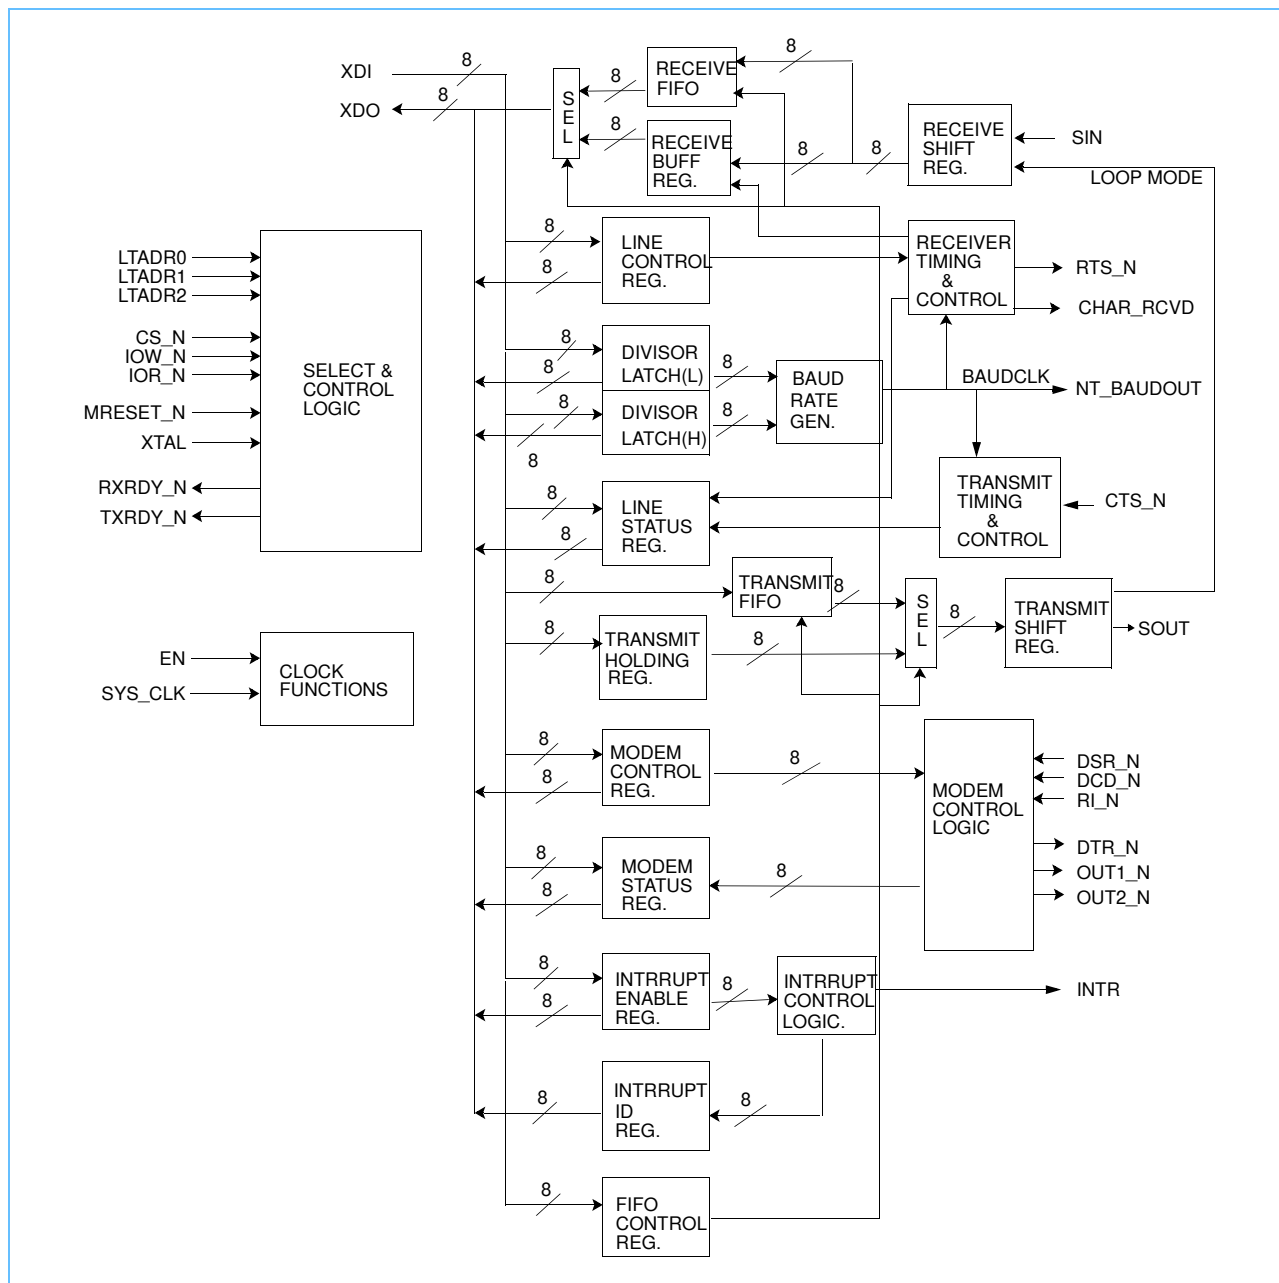 XDI
8
XDO
8
SEL
8
8
RECEIVE
FIFO
8
RECEIVE
BUFF
REG.
8
8
RECEIVE
SHIFT
REG.
SIN
LOOP MODE
LTADR0
LTADR1
LTADR2
CS_N
IOW_N
IOR_N
MRESET_N
XTAL
RXRDY_N
TXRDY_N
SELECT &
CONTROL
LOGIC
EN
SYS_CLK
CLOCK
FUNCTIONS
8
8
LINE
CONTROL
REG.
RECEIVER
TIMING
&
CONTROL
RTS_N
CHAR_RCVD
8
8
DIVISOR
LATCH(L)
8
8
8
DIVISOR
LATCH(H)
8
BAUD
RATE
GEN.
BAUDCLK
NT_BAUDOUT
8
8
LINE
STATUS
REG.
TRANSMIT
TIMING
&
CONTROL
CTS_N
8
TRANSMIT
FIFO
8
8
TRANSMIT
HOLDING
REG.
8
SEL
8
TRANSMIT
SHIFT
REG.
SOUT
8
8
MODEM
CONTROL
REG.
8
MODEM
CONTROL
LOGIC
DSR_N
DCD_N
RI_N
DTR_N
OUT1_N
OUT2_N
8
8
MODEM
STATUS
REG.
8
8
8
INTRRUPT
ENABLE
REG.
8
INTRRUPT
CONTROL
LOGIC.
INTR
8
INTRRUPT
ID
REG.
8
8
FIFO
CONTROL
REG.